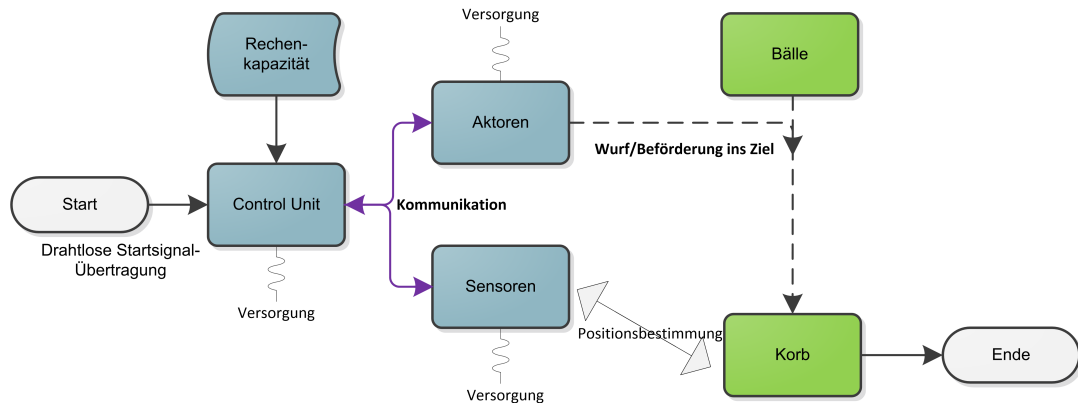 Versorgung
Rechen-
kapazität
Bälle
Aktoren
Wurf/Beförderung ins Ziel
Start
Control Unit
Kommunikation
Drahtlose Startsignal-
Übertragung
Versorgung
Sensoren
Positionsbestimmung
Korb
Ende
Versorgung